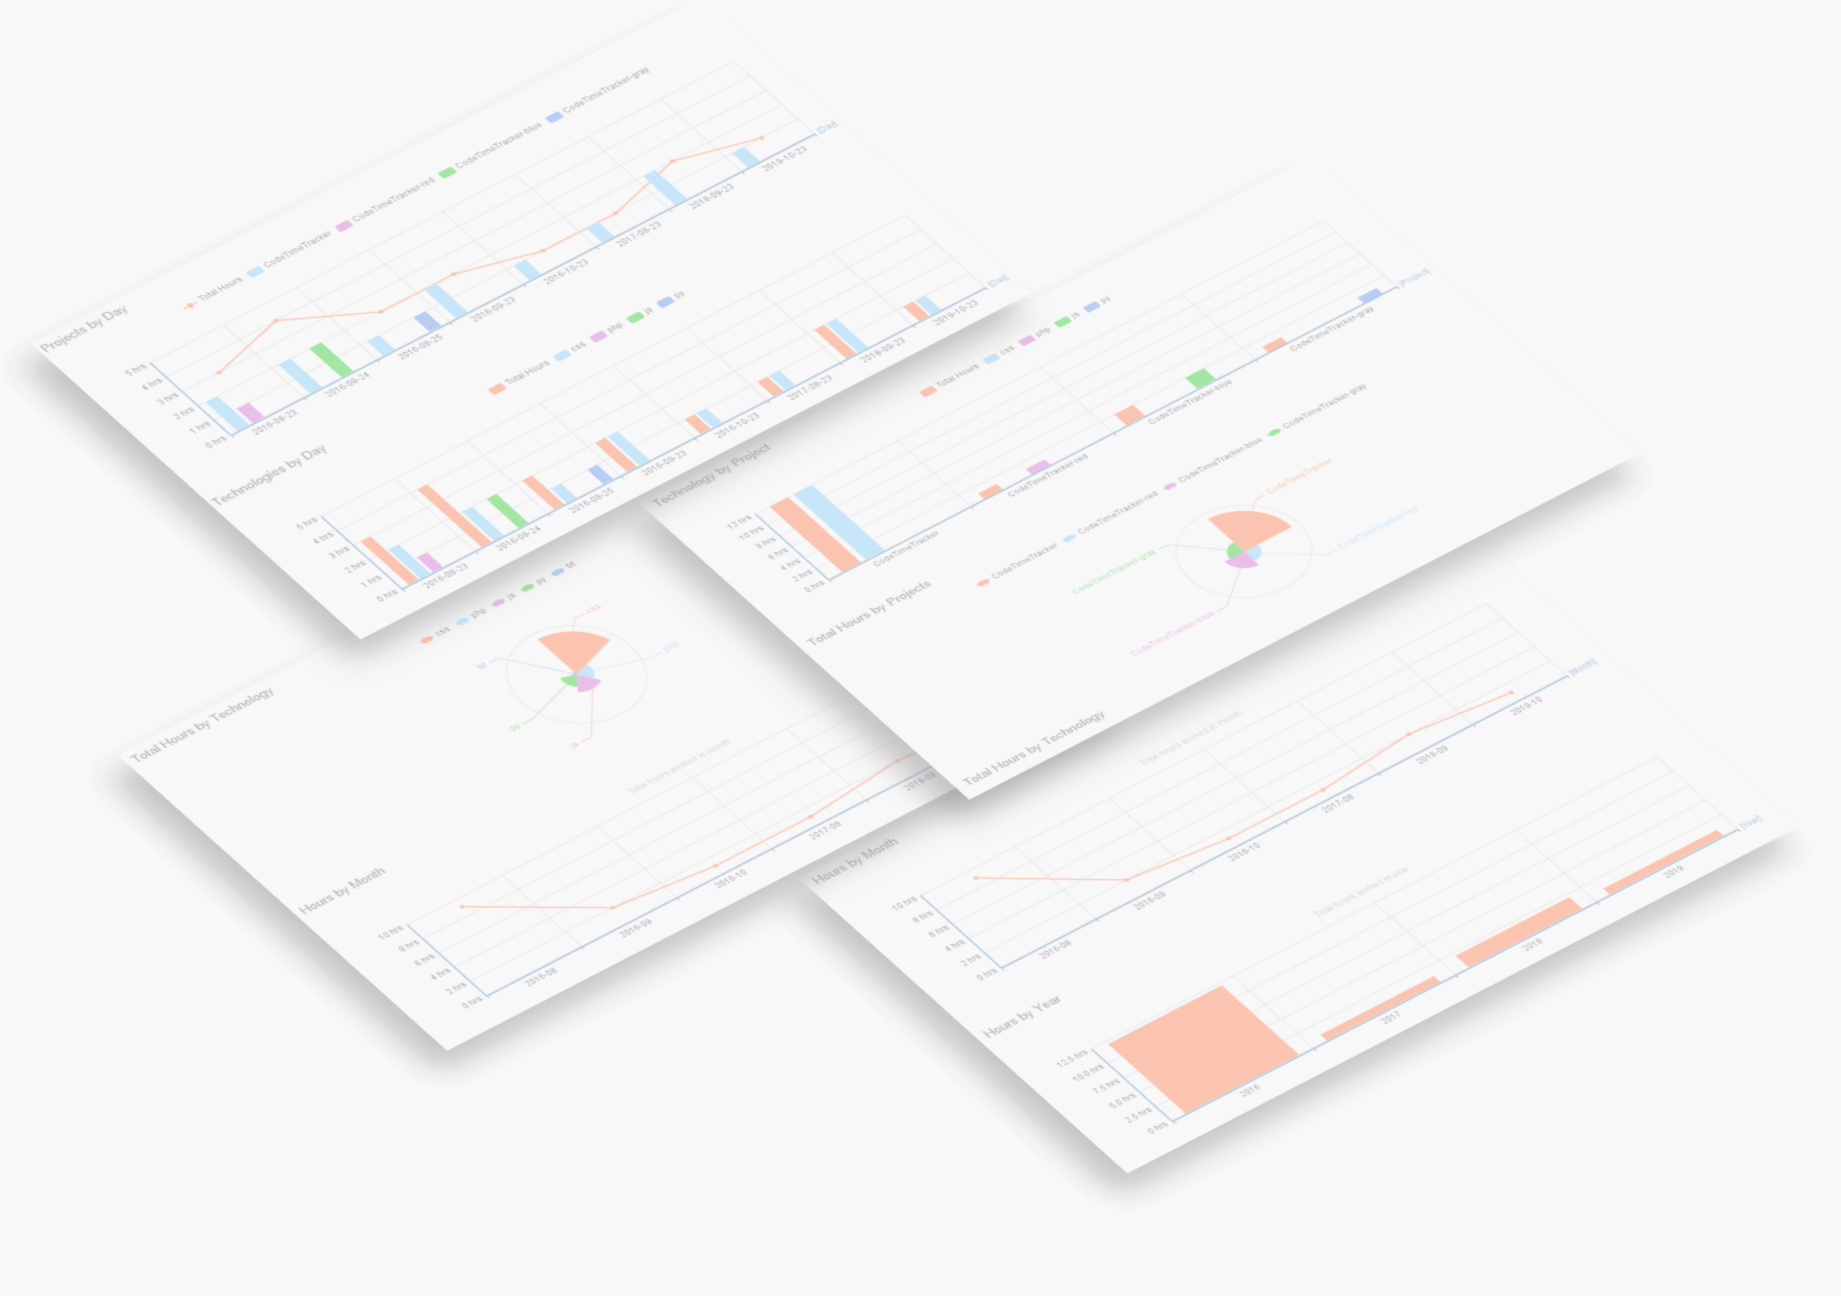 Projects by Day
Total Hours CodeTimeTracker CodeTimeTracker-red CodeTimeTracker-blue CodeTimeTracker-gray
5 hrs
4 hrs
3 hrs
2 hrs
1 hrs
0 hrs
2016-08-23 2016-08-24 2016-08-25 2016-09-23 2016-10-23 2017-08-23 2018-09-23 2019-10-23
[Day]
Technologies by Day
Total Hours css php js py
5 hrs
4 hrs
3 hrs
2 hrs
1 hrs
0 hrs
2016-08-23 2016-08-24 2016-08-25 2016-09-23 2016-10-23 2017-08-23 2018-09-23 2019-10-23
[Day]
Technology by Project
Total Hours css php js py
12 hrs
10 hrs
8 hrs
6 hrs
4 hrs
2 hrs
0 hrs
CodeTimeTracker CodeTimeTracker-red CodeTimeTracker-blue CodeTimeTracker-gray
[Project]
Total Hours by Projects
CodeTimeTracker CodeTimeTracker-red CodeTimeTracker-blue CodeTimeTracker-gray
CodeTimeTracker
CodeTimeTracker-red
CodeTimeTracker-gray
CodeTimeTracker-blue
Total Hours by Technology
Total Hours by Technology
css php js py txt
css
php
txt
py
js
Hours by Month
Total hours worked in month
10 hrs
8 hrs
6 hrs
4 hrs
2 hrs
0 hrs
2016-08 2016-09 2016-10 2017-08 2018-09
Hours by Month
Total hours worked in month
10 hrs
8 hrs
6 hrs
4 hrs
2 hrs
0 hrs
2016-08 2016-09 2016-10 2017-08 2018-09 2019-10
[Month]
Hours by Year
Total hours worked in year
12.5 hrs
10.0 hrs
7.5 hrs
5.0 hrs
2.5 hrs
0 hrs
2016 2017 2018 2019
[Year]